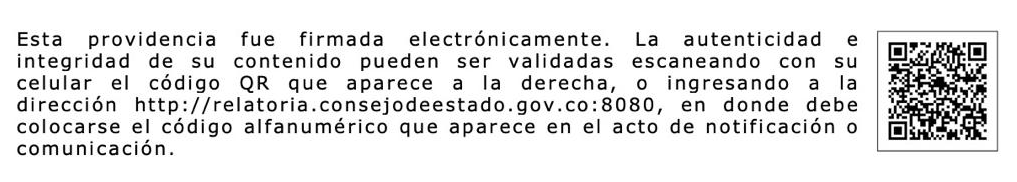 Esta providencia fue firmada electrónicamente. La autenticidad e
integridad de su contenido pueden ser validadas escaneando con su
celular el código QR que aparece a la derecha, o ingresando a la
dirección http://relatoria.consejodeestado.gov.co:8080, en donde debe
colocarse el código alfanumérico que aparece en el acto de notificación o
comunicación.